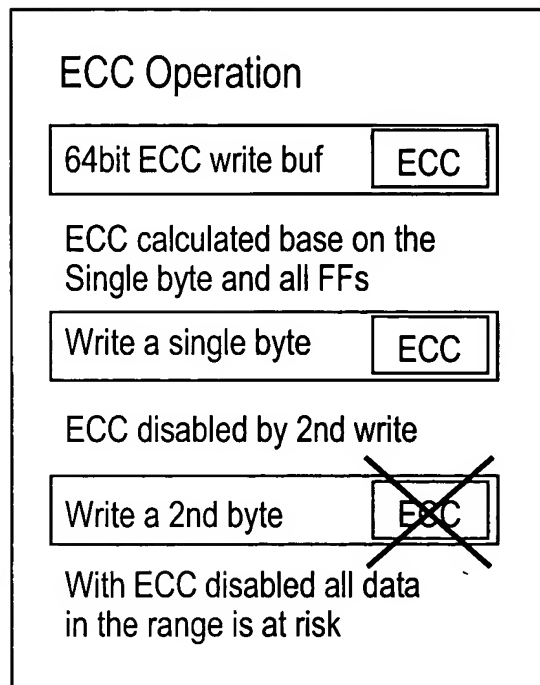 ECC Operation
64bit ECC write buf ECC
ECC calculated base on the
Single byte and all FFs
Write a single byte ECC
ECC disabled by 2nd write
Write a 2nd byte ECC
With ECC disabled all data
in the range is at risk